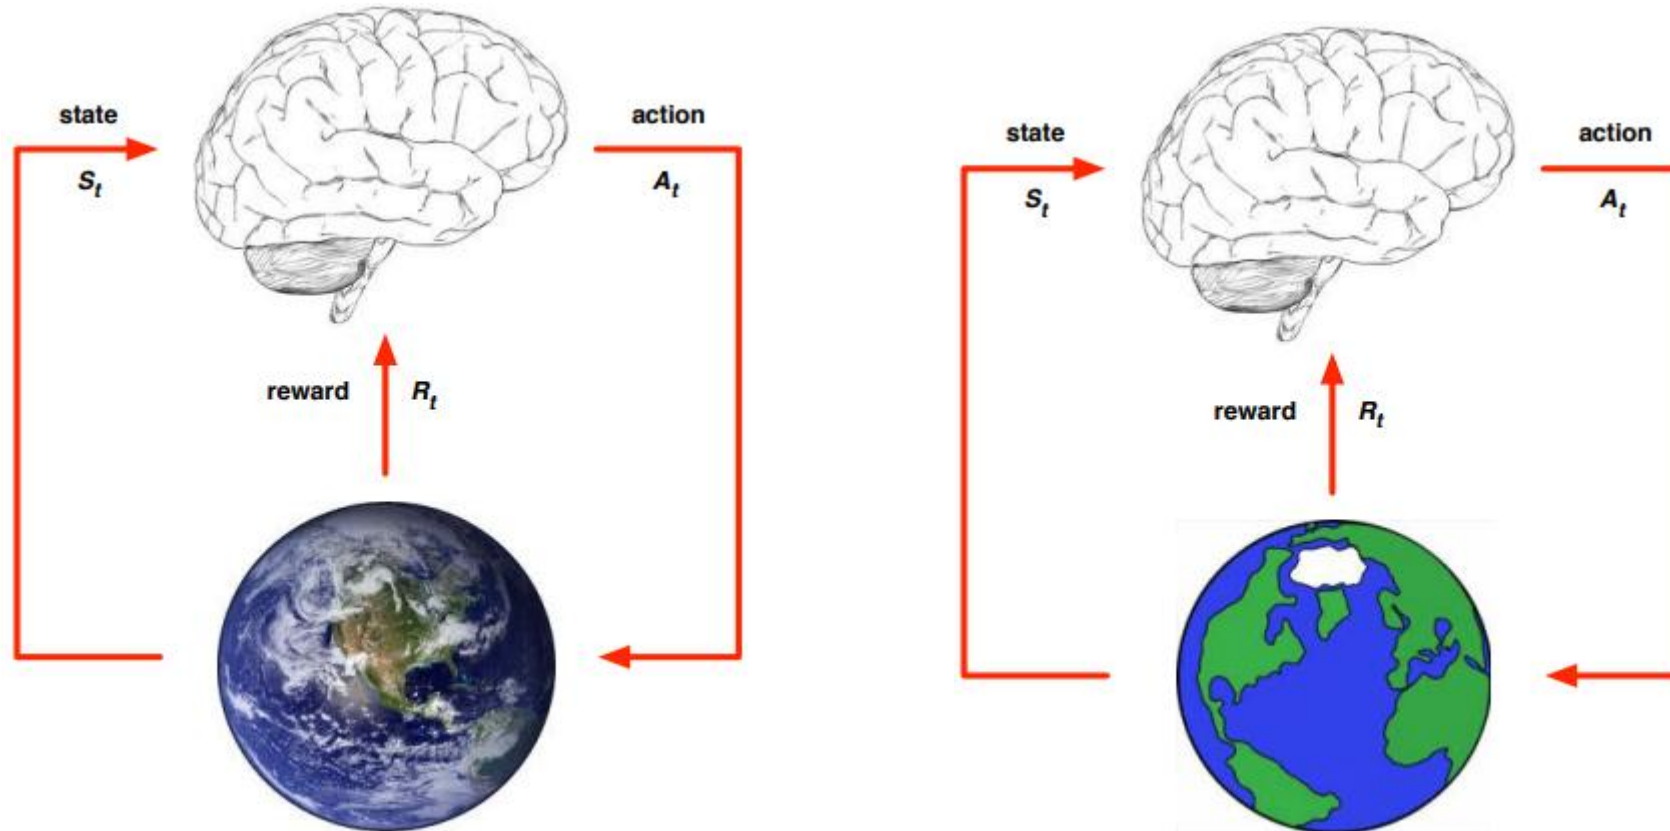 state
S_t
action
A_t
reward R_t
state
S_t
action
A_t
reward R_t